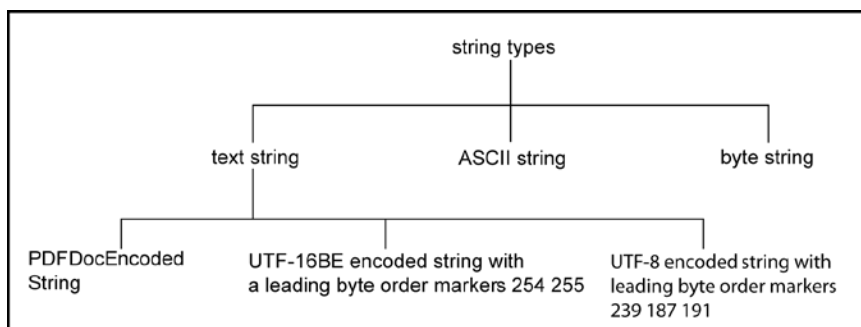 string types
text string
ASCII string
byte string
PDFDocEncoded
String
UTF-16BE encoded string with
a leading byte order markers 254 255
UTF-8 encoded string with
leading byte order markers
239 187 191